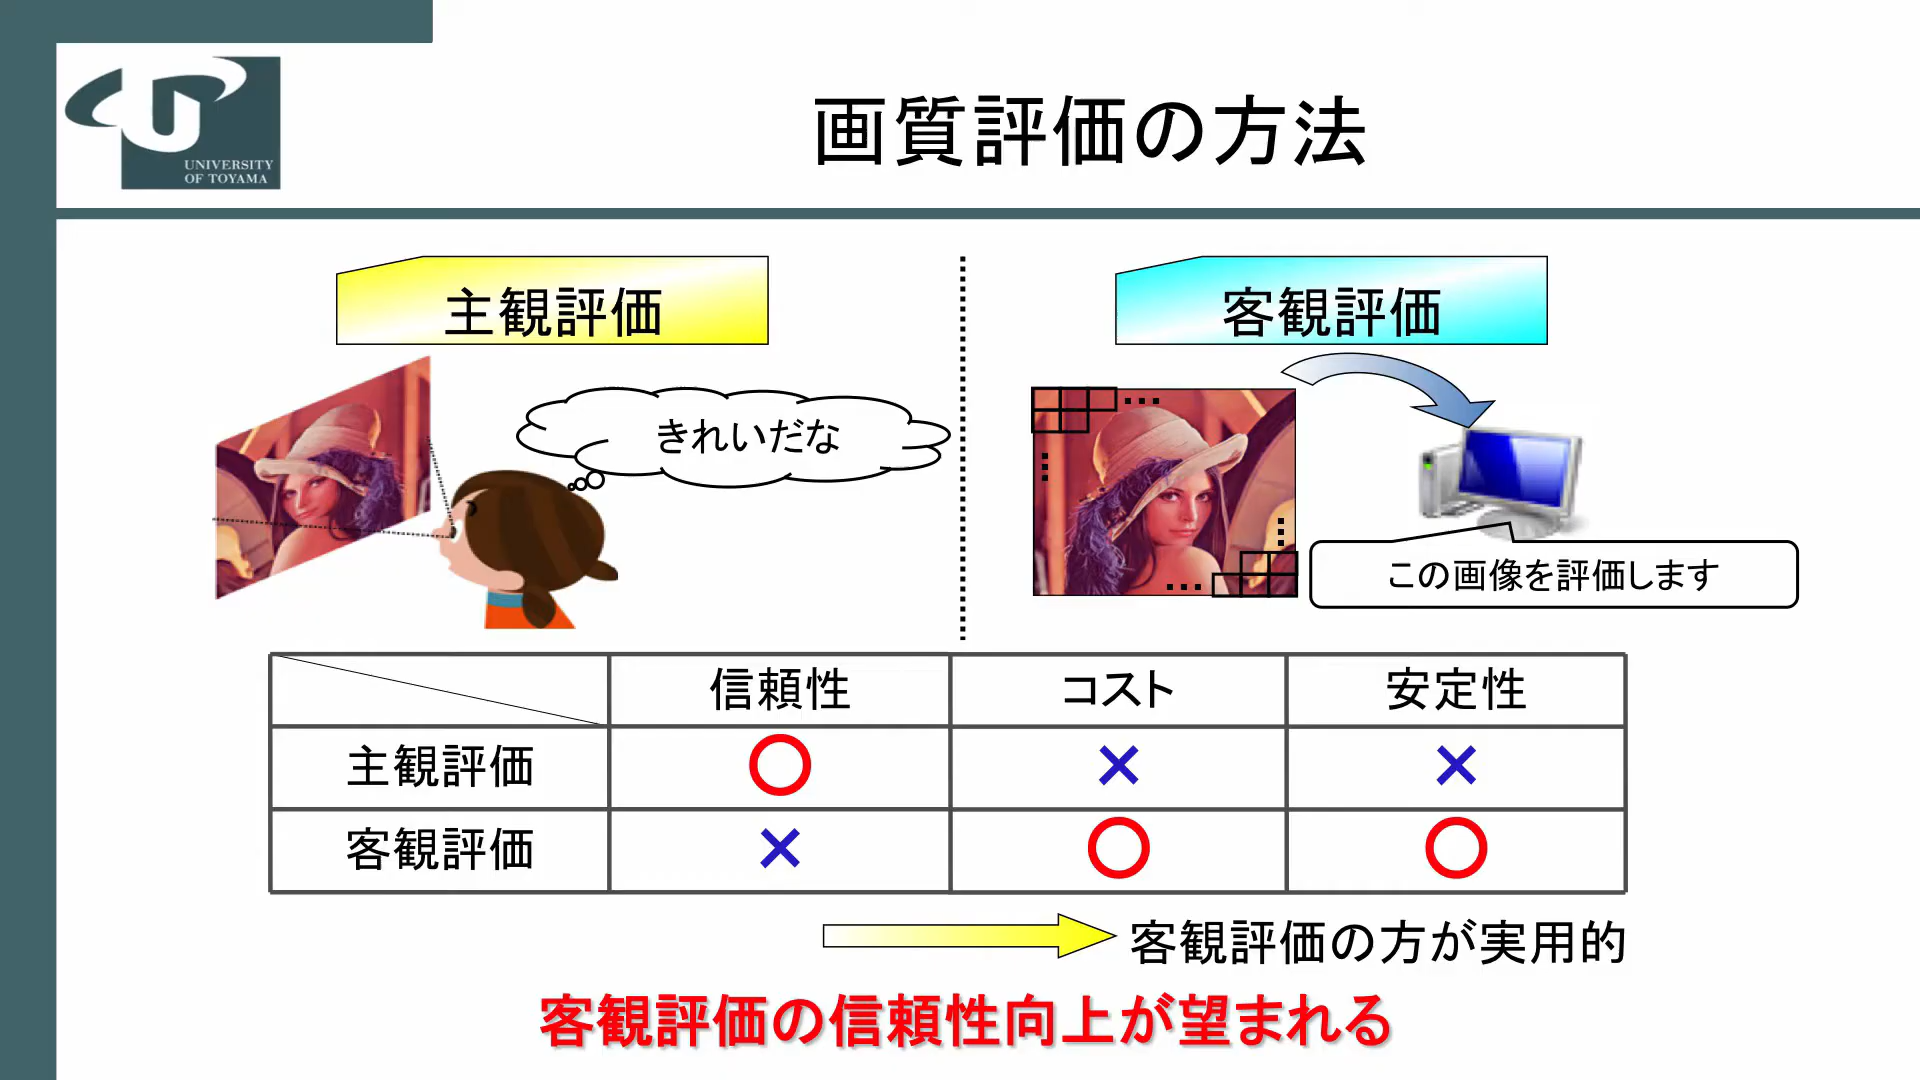 UNIVERSITY
OF TOYAMA
画質評価の方法
主観評価
客観評価
きれいだな
この画像を評価します
信頼性 コスト 安定性
主観評価 ○ × ×
客観評価 × ○ ○
客観評価の方が実用的
客観評価の信頼性向上が望まれる